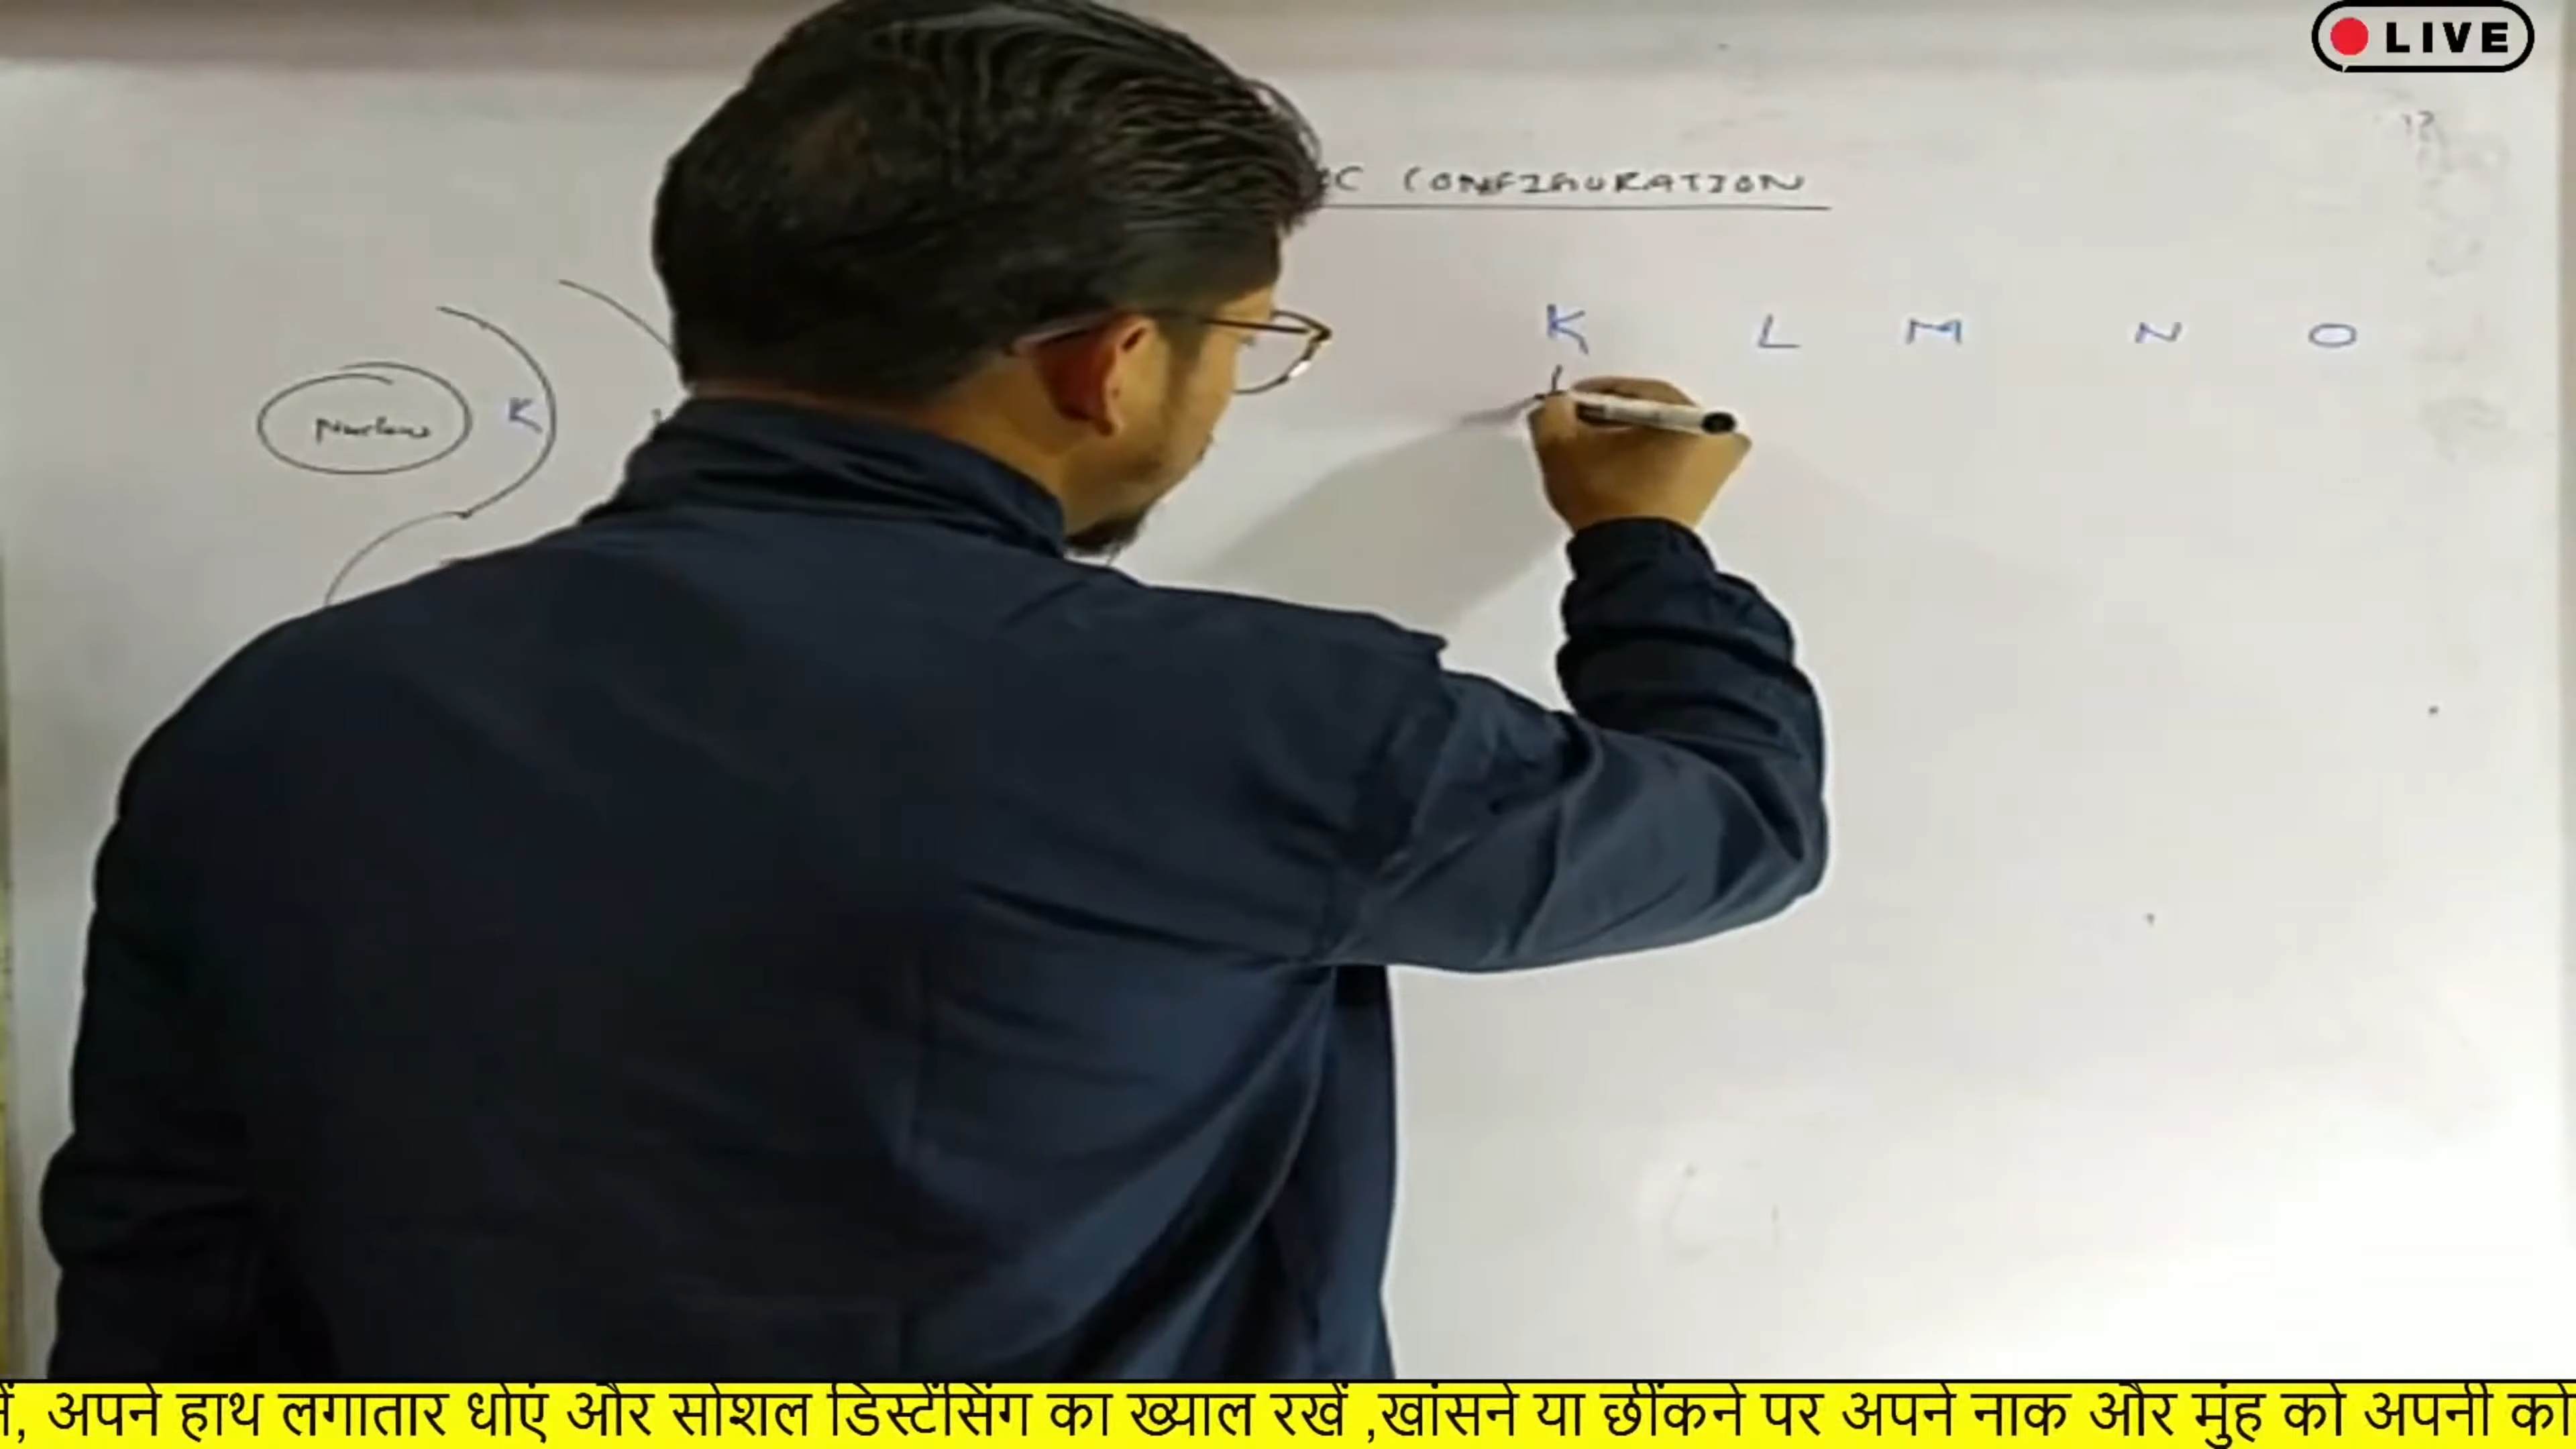 LIVE
CONFIGURATION
K L M N O
Nucleus
K
अपने हाथ लगातार धोएं और सोशल डिस्टेंसिंग का ख्याल रखें ,खांसने या छींकने पर अपने नाक और मुंह को अपनी